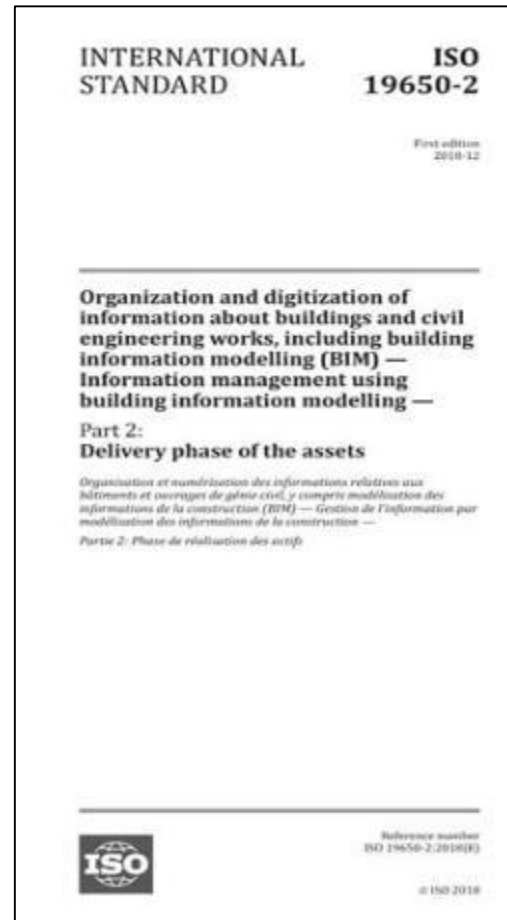 INTERNATIONAL
STANDARD
ISO
19650-2
First edition
2018-12
Organization and digitization of
information about buildings and civil
engineering works, including building
information modelling (BIM) —
Information management using
building information modelling —
Part 2:
Delivery phase of the assets
Organisation et numérisation des informations relatives aux
bâtiments et ouvrages de génie civil, y compris modélisation des
informations de la construction (BIM) — Gestion de l'information par
modélisation des informations de la construction —
Partie 2: Phase de réalisation des actifs
ISO
Reference number
ISO 19650-2:2018(E)
© ISO 2018